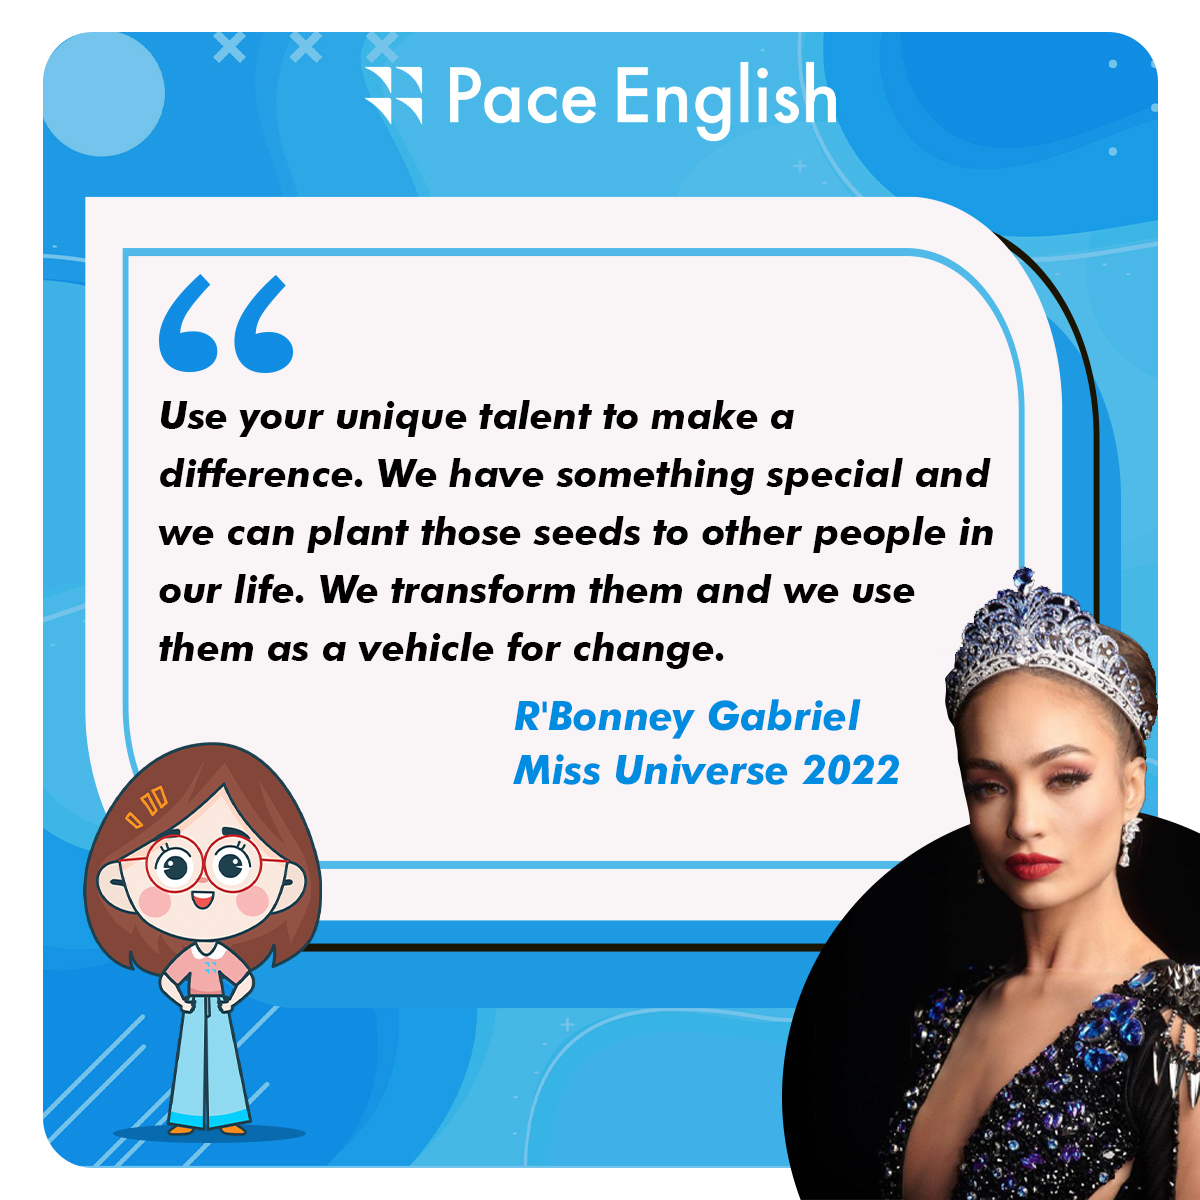 Pace English
“
Use your unique talent to make a
difference. We have something special and
we can plant those seeds to other people in
our life. We transform them and we use
them as a vehicle for change.
R'Bonney Gabriel
Miss Universe 2022